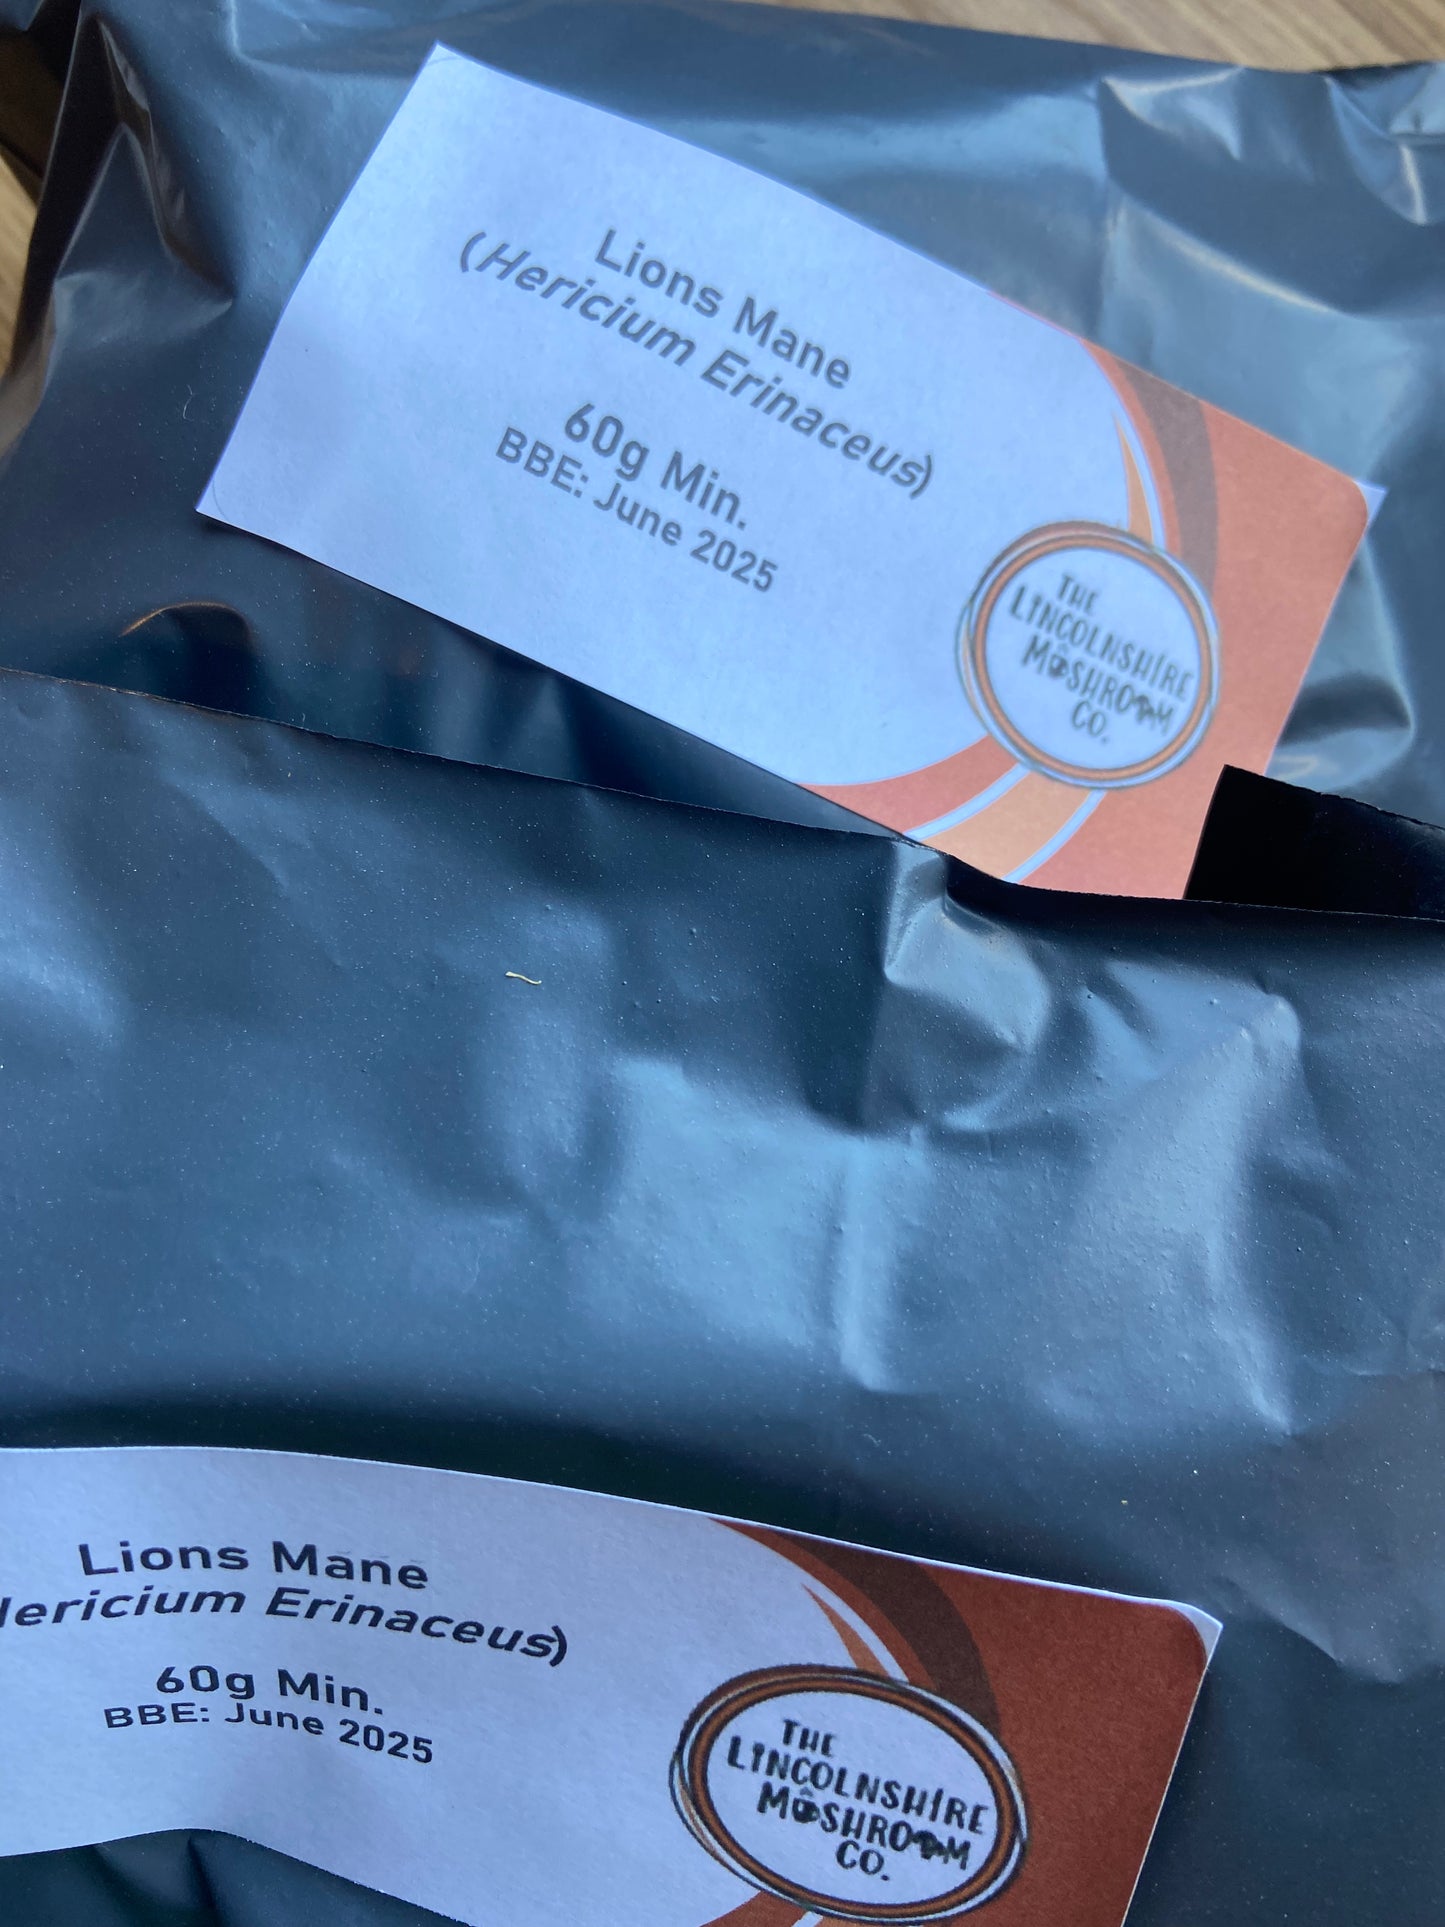 Lions Mane
(Hericium Erinaceus)
60g Min.
BBE: June 2025
THE
LINCOLNSHIRE
MUSHROOM
CO.
Lions Mane
Hericium Erinaceus)
60g Min.
BBE: June 2025
THE
LINCOLNSHIRE
MUSHROOM
CO.